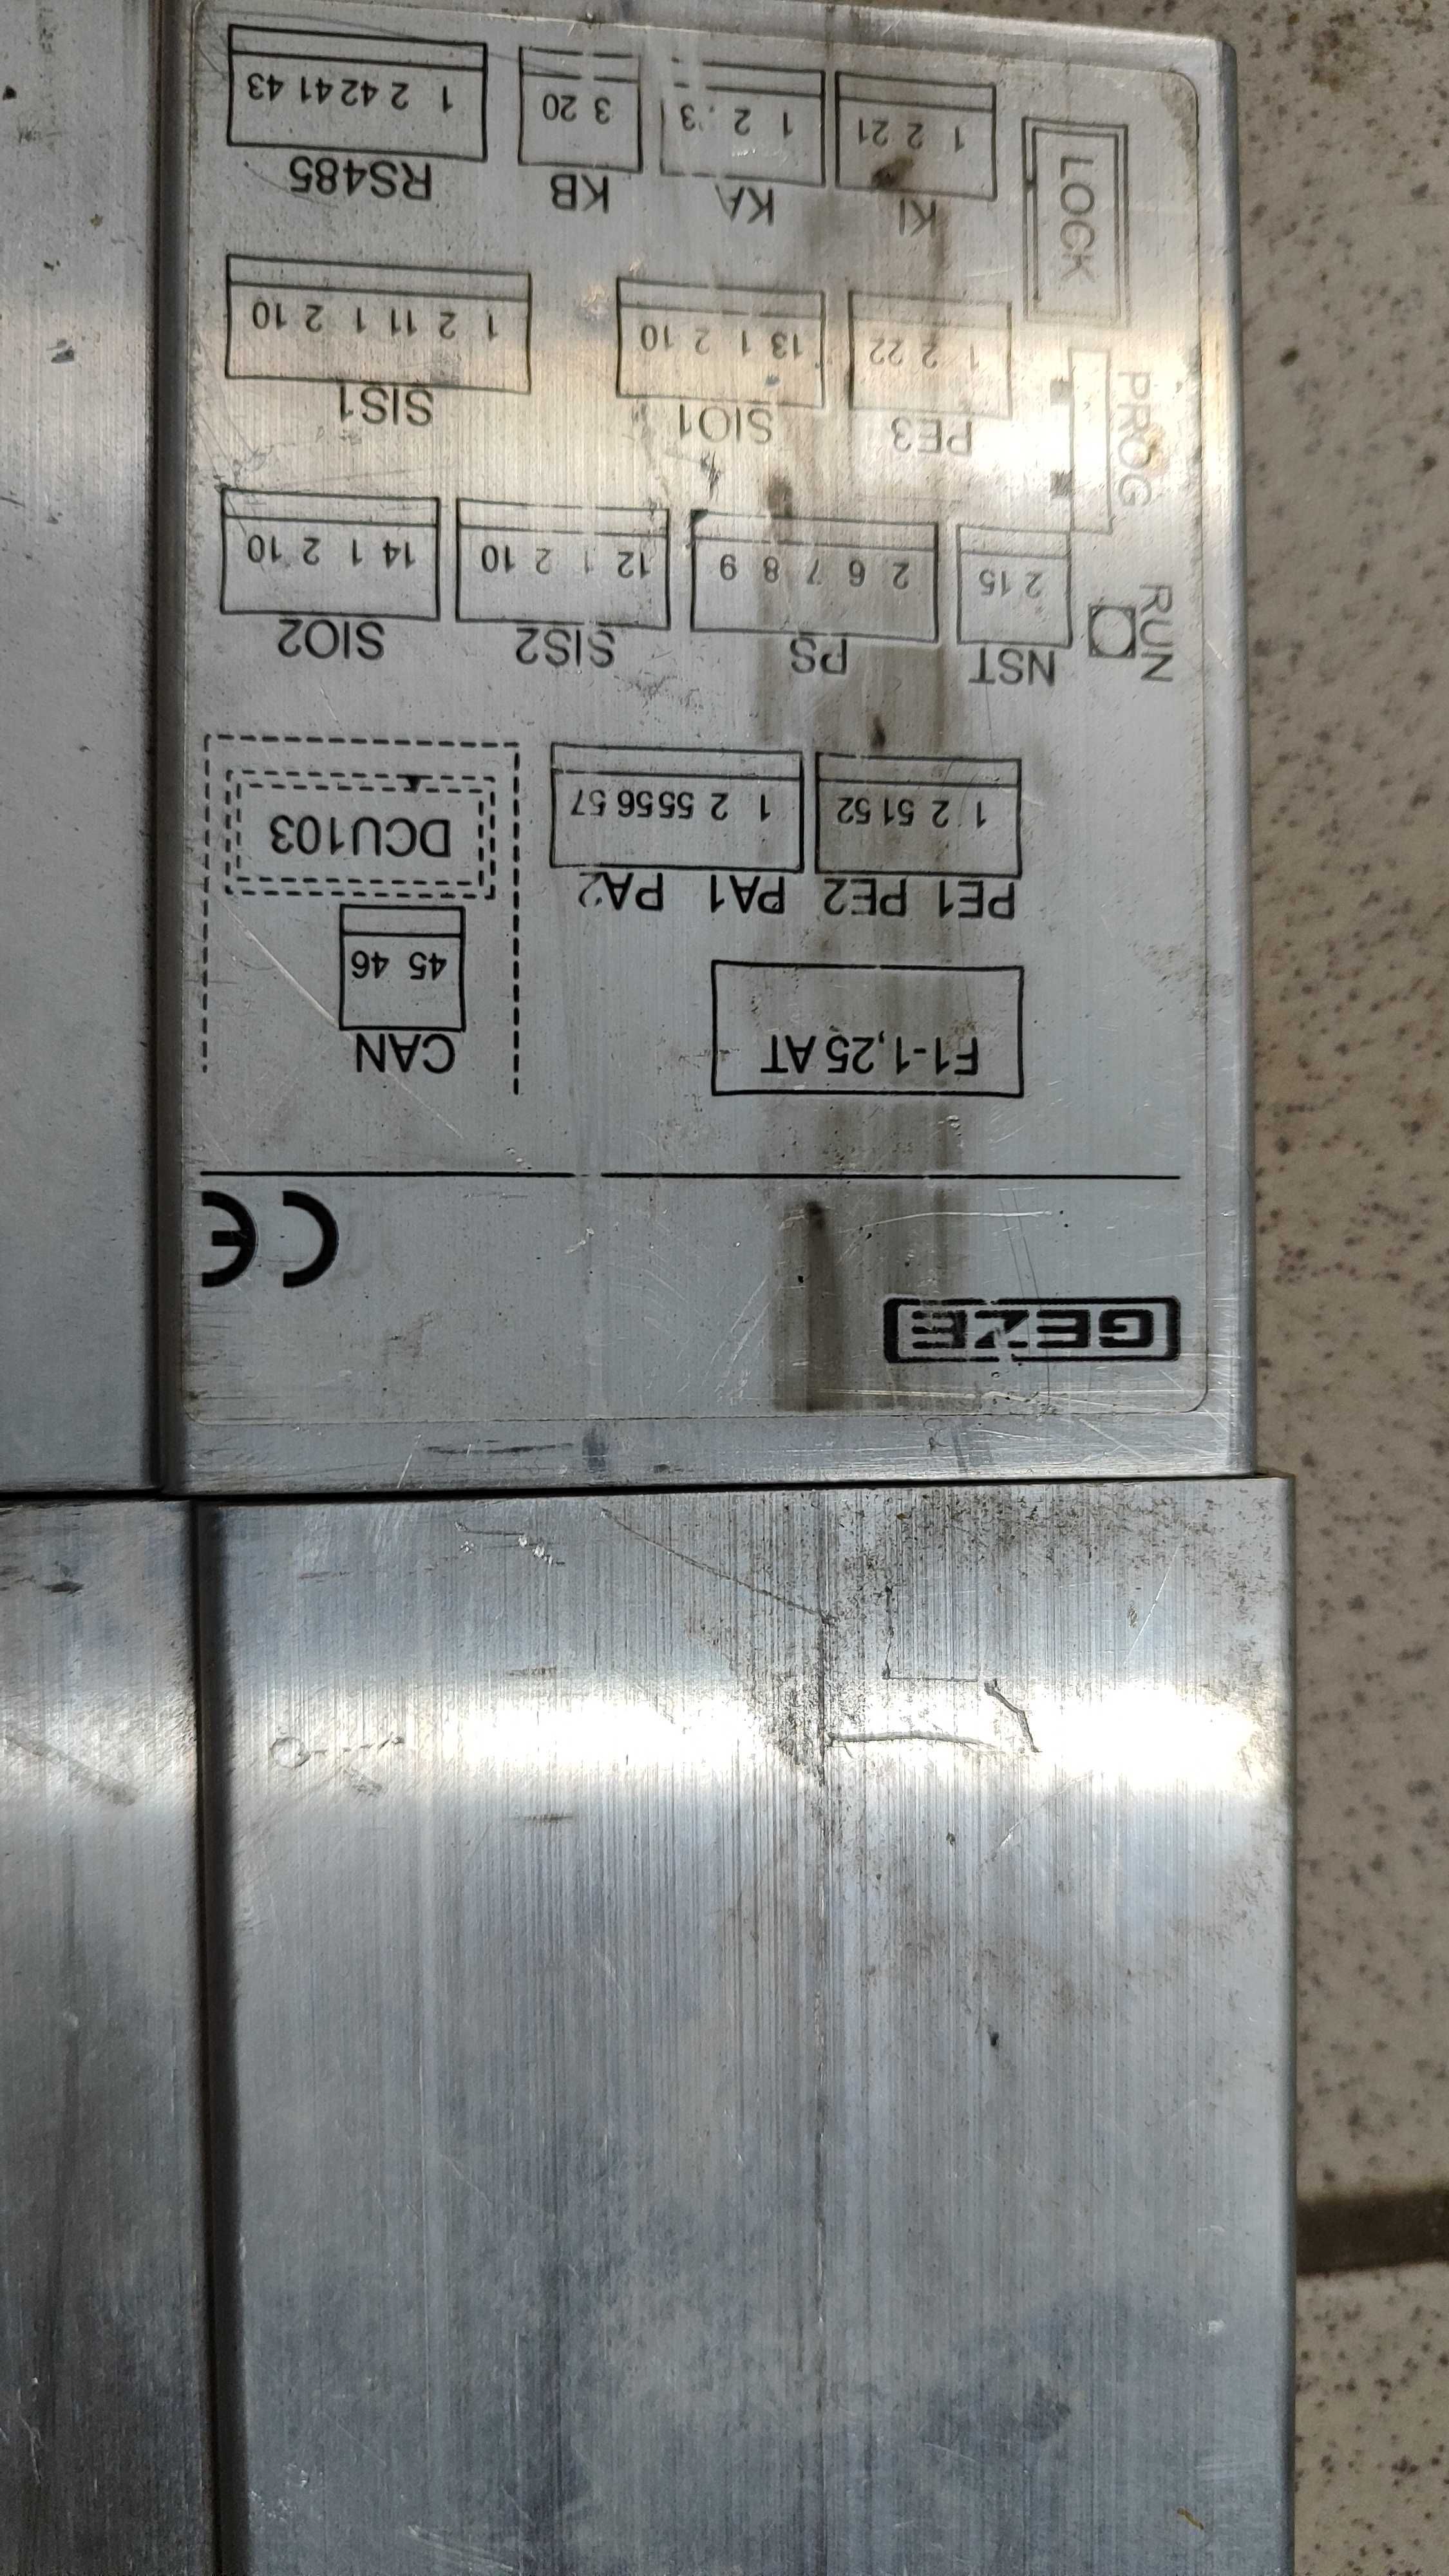 GEZE CE
F1-1,25 AT CAN
45 46
PE1 PE2 PA1 PA2
1 2 51 52 1 2 55 56 57 DCU103
RUN NST PS SIS2 SIO2
2 15 2 6 7 8 9 12 1 2 10 14 1 2 10
PROG PE3 SIO1 SIS1
1 2 22 13 1 2 10 1 2 11 1 2 10
LOCK KI KA KB RS485
1 2 21 1 2 3 3 20 1 2 42 41 43